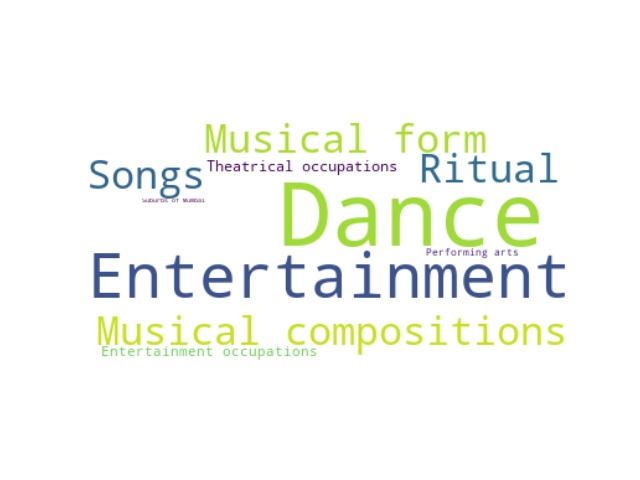 Musical form
Songs
Theatrical occupations
Ritual
Suburbs of Mumbai
Dance
Performing arts
Entertainment
Musical compositions
Entertainment occupations